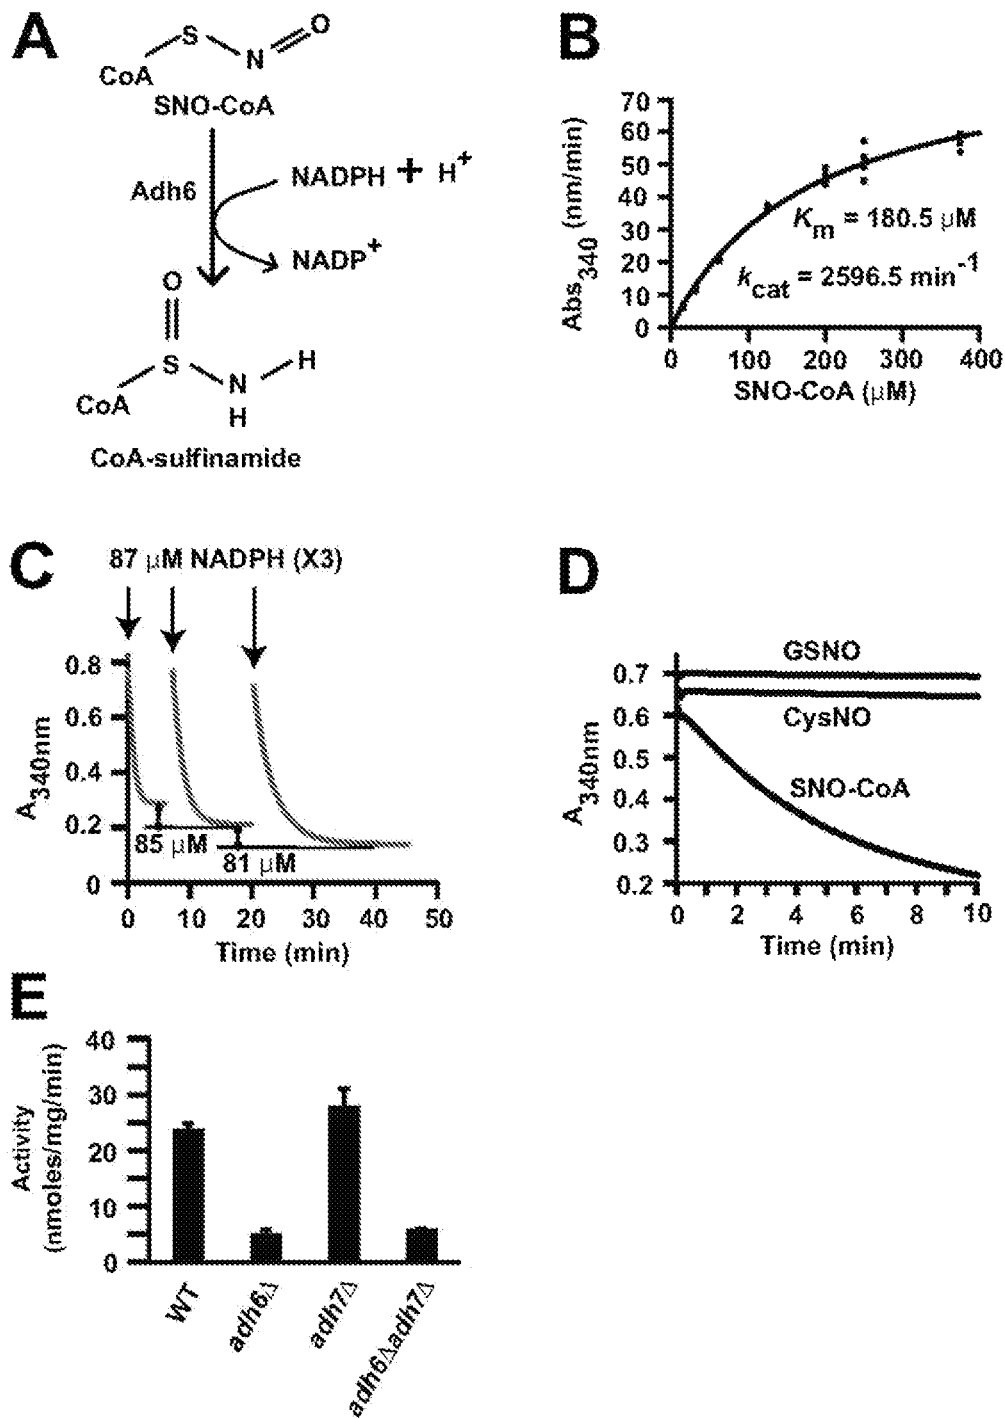 A
S
N
O
CoA
SNO-CoA
Adh6
NADPH + H+
NADP+
O
S
N
H
H
CoA
CoA-sulfinamide
B
Abs340 (nm/min)
70
60
50
40
30
20
10
0
Km = 180.5 µM
kcat = 2596.5 min-1
0 100 200 300 400
SNO-CoA (µM)
C
87 µM NADPH (X3)
A340nm
0.8
0.6
0.4
0.2
0
85 µM
81 µM
0 10 20 30 40 50
Time (min)
D
A340nm
0.7
0.6
0.5
0.4
0.3
0.2
GSNO
CysNO
SNO-CoA
0 2 4 6 8 10
Time (min)
E
Activity
(nmoles/mg/min)
40
30
20
10
0
WT
adh6Δ
adh7Δ
adh6Δadh7Δ